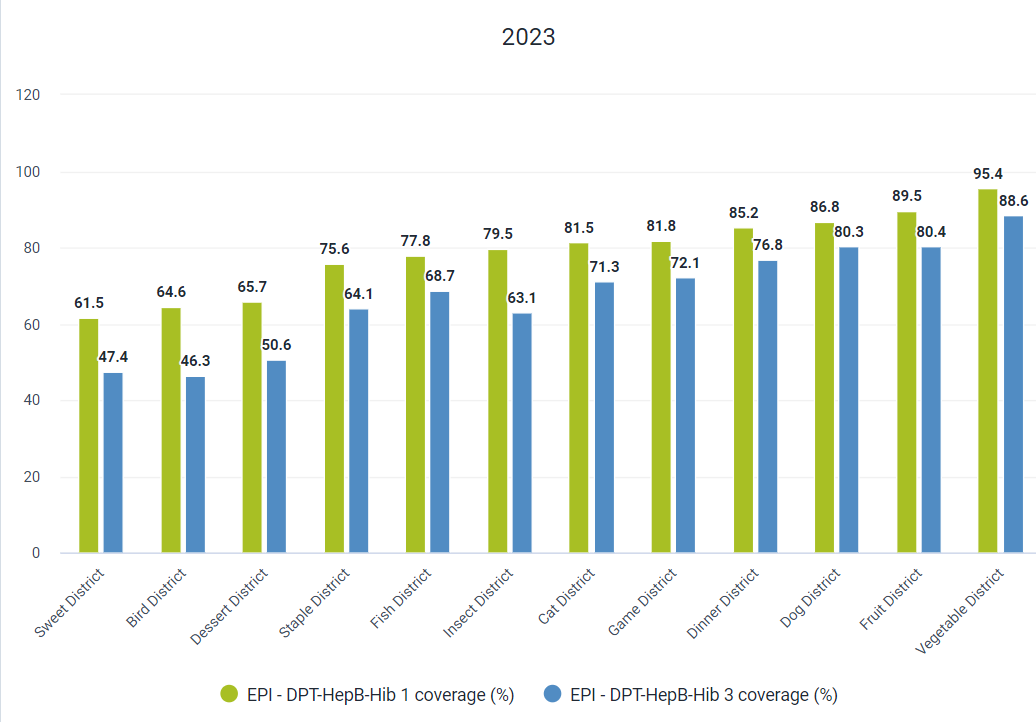 2023
120
100
80
60
40
20
0
61.5
47.4
64.6
46.3
65.7
50.6
75.6
64.1
77.8
68.7
79.5
63.1
81.5
71.3
81.8
72.1
85.2
76.8
86.8
80.3
89.5
80.4
95.4
88.6
Sweet District
Bird District
Dessert District
Staple District
Fish District
Insect District
Cat District
Game District
Dinner District
Dog District
Fruit District
Vegetable District
EPI - DPT-HepB-Hib 1 coverage (%)
EPI - DPT-HepB-Hib 3 coverage (%)